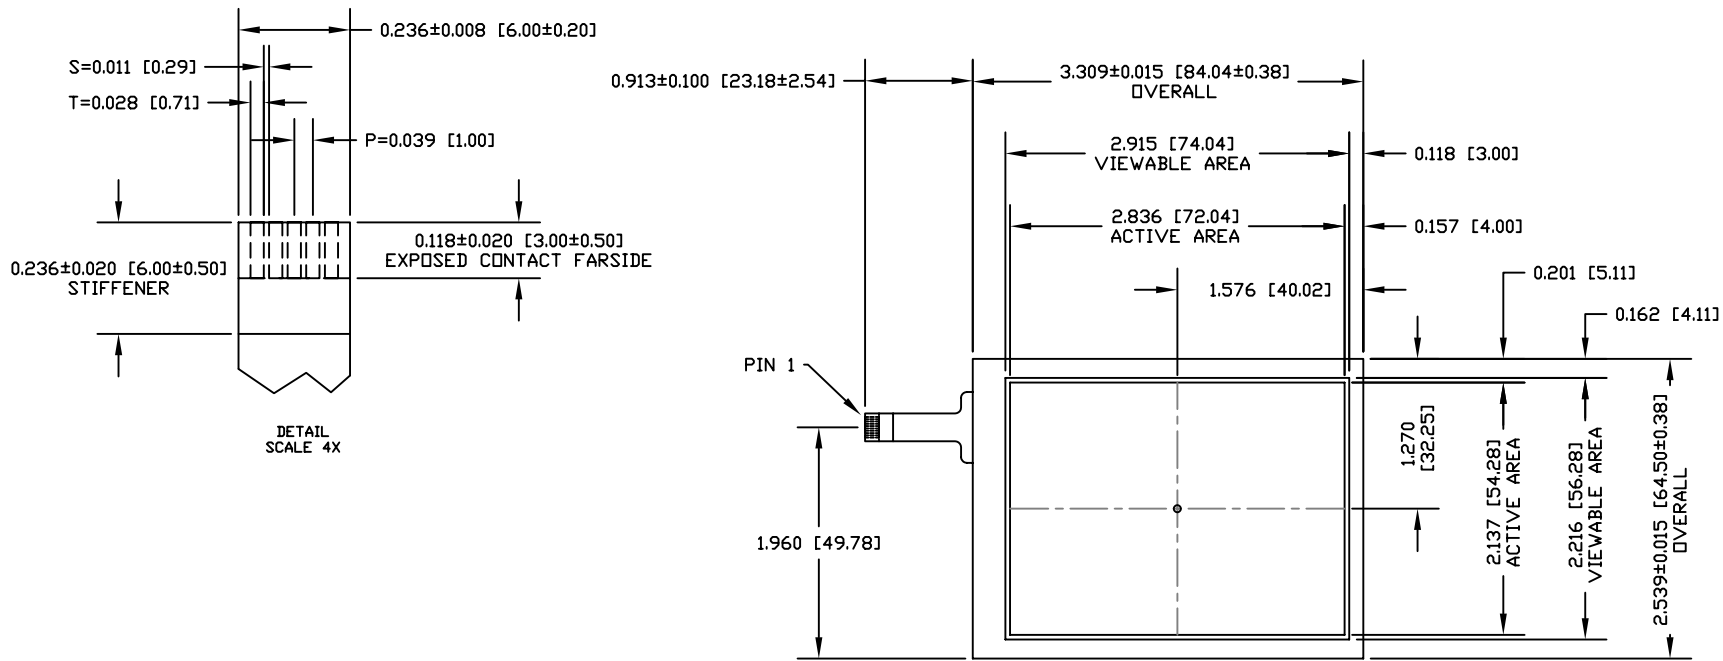 0.236±0.008 [6.00±0.20]
S=0.011 [0.29]
T=0.028 [0.71]
P=0.039 [1.00]
0.236±0.020 [6.00±0.50]
STIFFENER
0.118±0.020 [3.00±0.50]
EXPOSED CONTACT FARSIDE
DETAIL
SCALE 4X
0.913±0.100 [23.18±2.54]
3.309±0.015 [84.04±0.38]
OVERALL
2.915 [74.04]
VIEWABLE AREA
0.118 [3.00]
2.836 [72.04]
ACTIVE AREA
0.157 [4.00]
1.576 [40.02]
0.201 [5.11]
0.162 [4.11]
PIN 1
1.960 [49.78]
1.270
[32.25]
2.137 [54.28]
ACTIVE AREA
2.216 [56.28]
VIEWABLE AREA
2.539±0.015 [64.50±0.38]
OVERALL